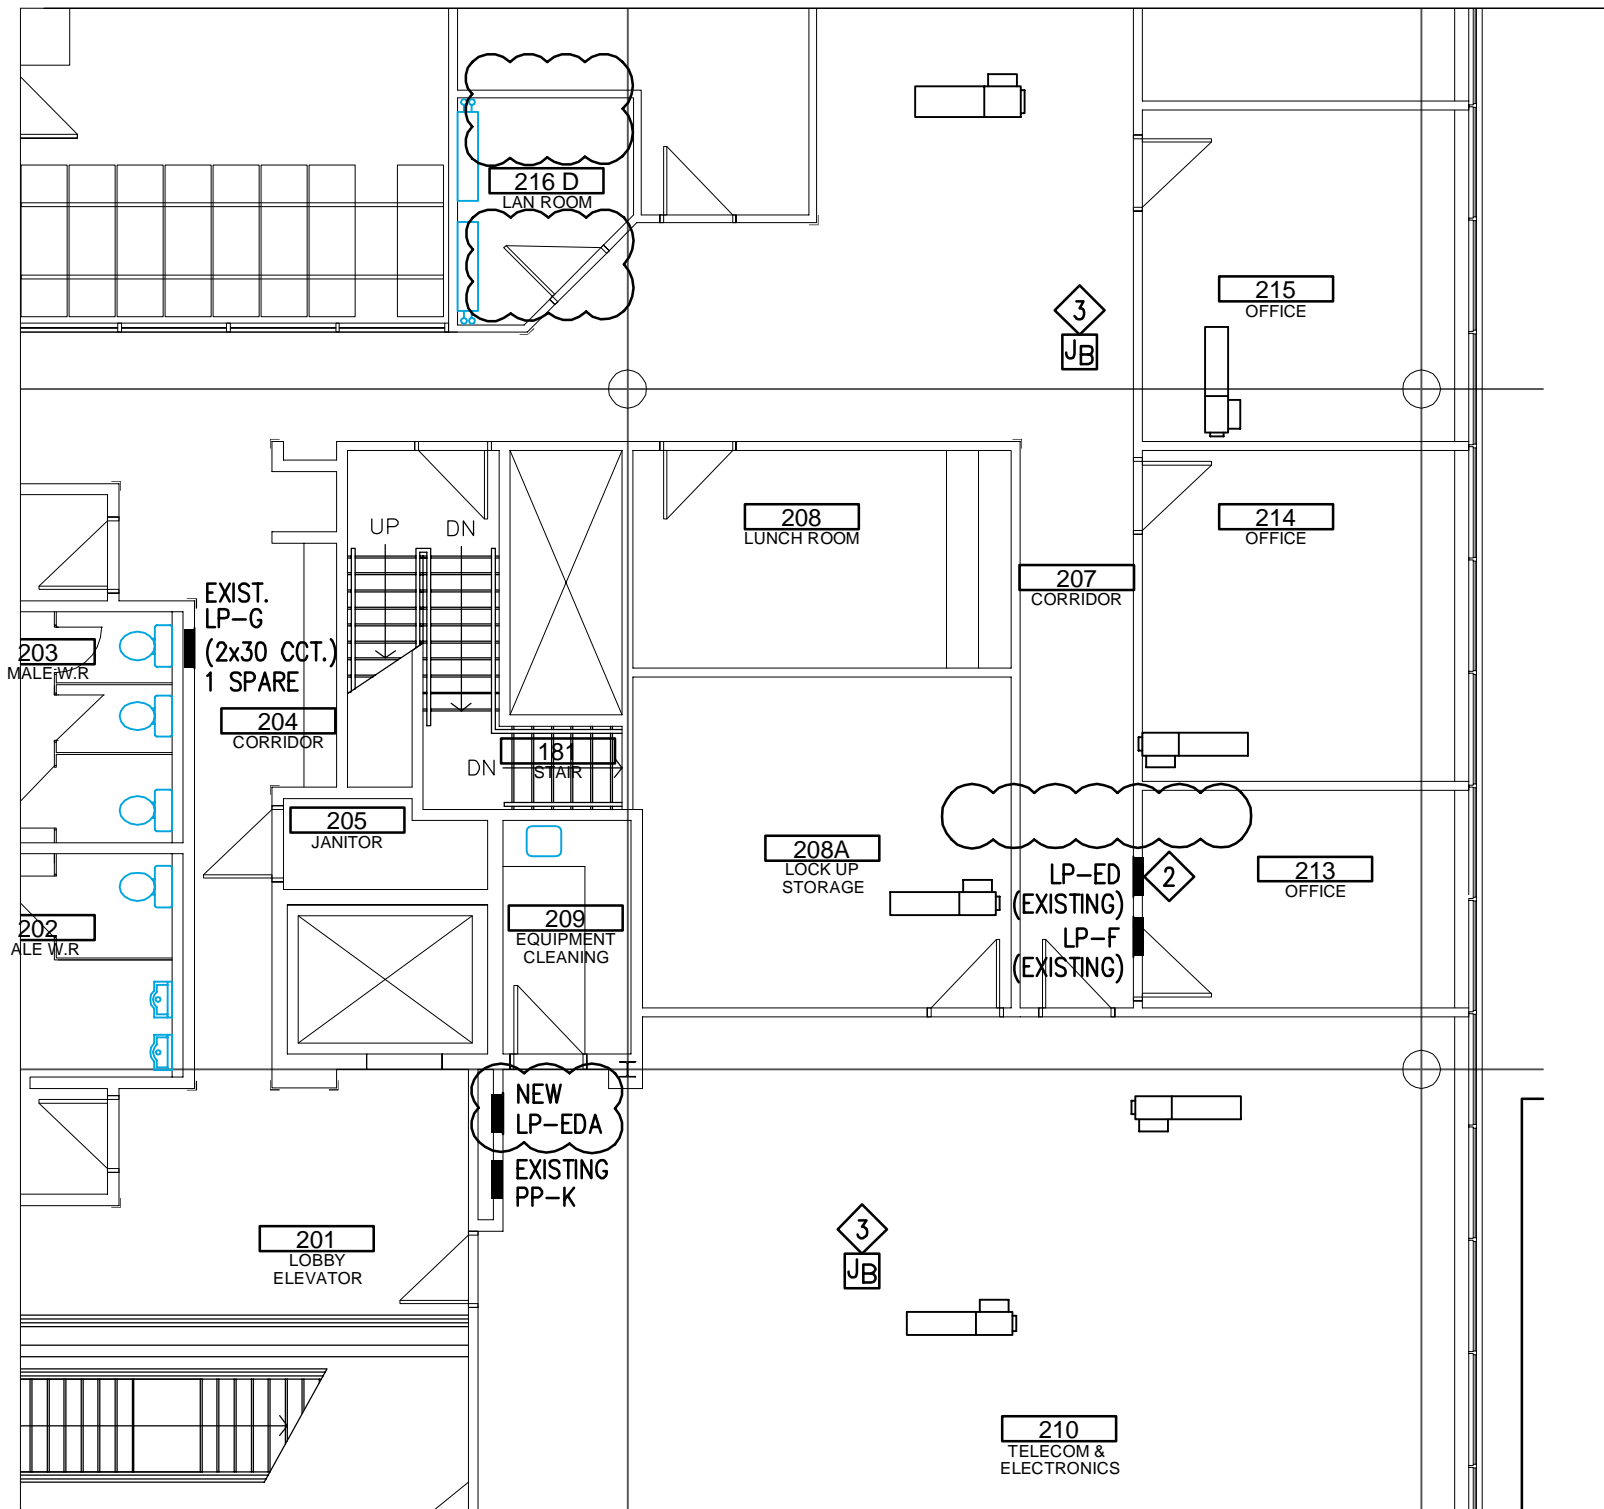 216 D
LAN ROOM
3
JB
215
OFFICE
UP
DN
208
LUNCH ROOM
214
OFFICE
207
CORRIDOR
EXIST.
LP-G
(2x30 CCT.)
1 SPARE
203
MALE W.R
204
CORRIDOR
181
STAIR
DN
205
JANITOR
208A
LOCK UP
STORAGE
LP-ED
(EXISTING)
2
213
OFFICE
LP-F
(EXISTING)
202
ALE W.R
209
EQUIPMENT
CLEANING
NEW
LP-EDA
EXISTING
PP-K
201
LOBBY
ELEVATOR
3
JB
210
TELECOM &
ELECTRONICS